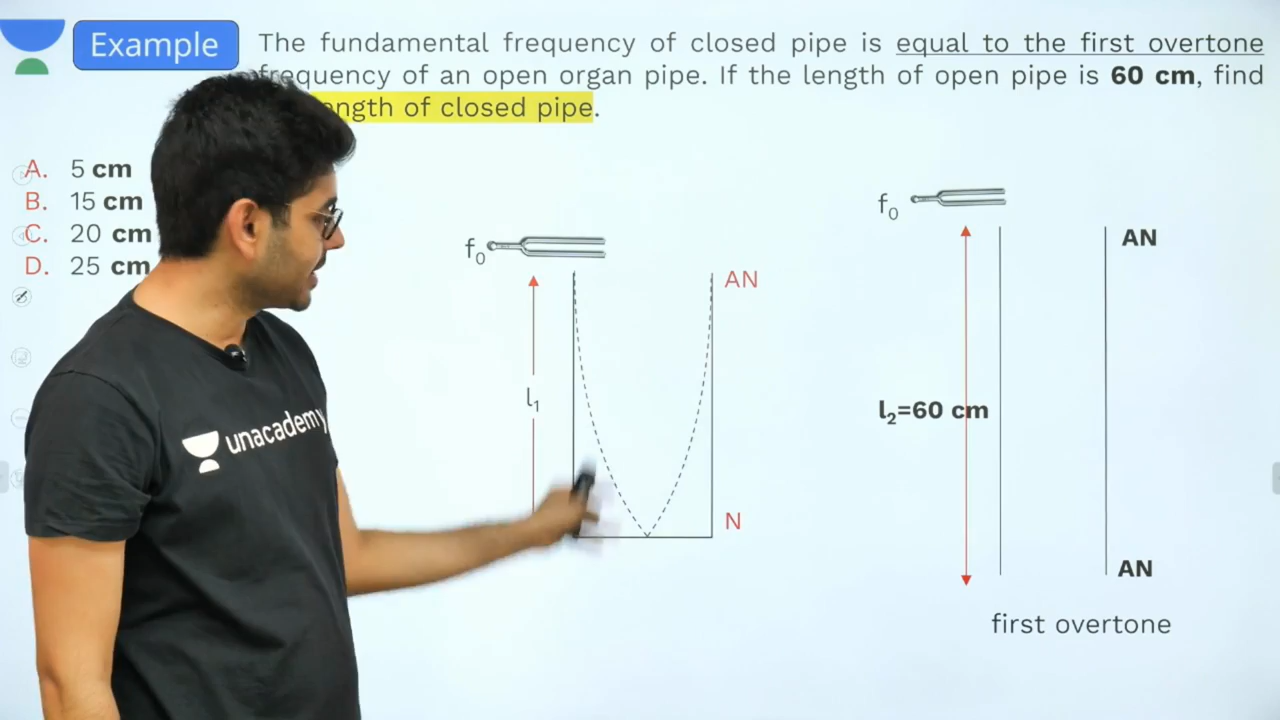 Example
The fundamental frequency of closed pipe is equal to the first overtone
frequency of an open organ pipe. If the length of open pipe is 60 cm, find
length of closed pipe.
A. 5 cm
B. 15 cm
C. 20 cm
D. 25 cm
f₀
AN
l₁
N
f₀
AN
l₂=60 cm
AN
first overtone
unacademy